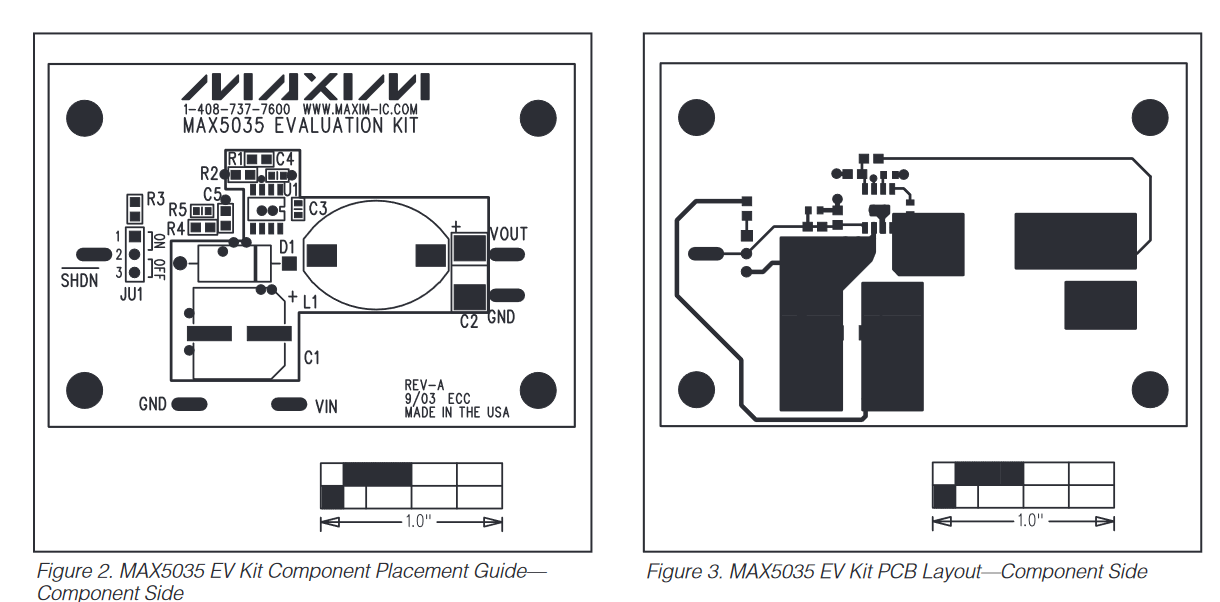 MAXIM
1-408-737-7600 WWW.MAXIM-IC.COM
MAX5035 EVALUATION KIT
R1 C4
R2
U1
C5
R3
R5
C3
R4
1
2
3
ON
OFF
SHDN
JU1
D1
+
VOUT
+
L1
C2
GND
C1
GND
VIN
REV-A
9/03 ECC
MADE IN THE USA
1.0"
Figure 2. MAX5035 EV Kit Component Placement Guide—
Component Side
1.0"
Figure 3. MAX5035 EV Kit PCB Layout—Component Side